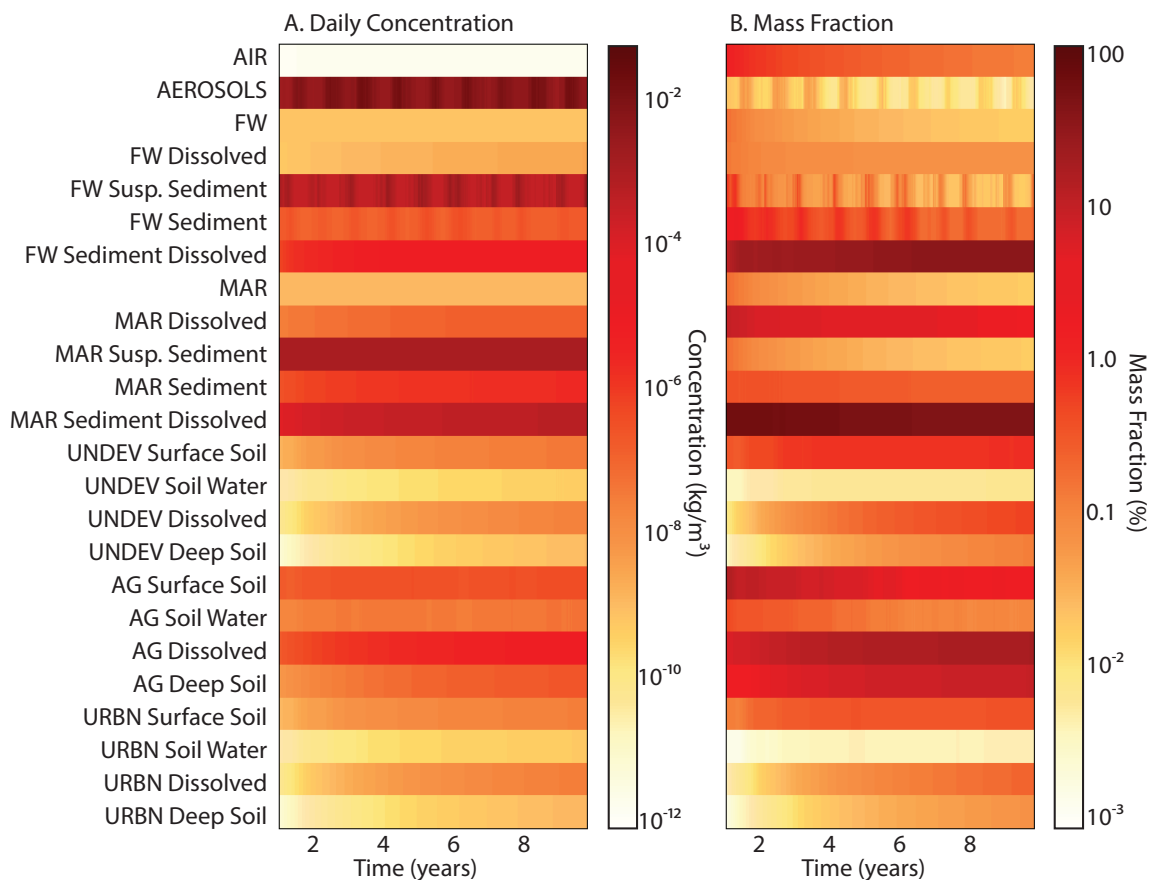 A. Daily Concentration
B. Mass Fraction
AIR
AEROSOLS
FW
FW Dissolved
FW Susp. Sediment
FW Sediment
FW Sediment Dissolved
MAR
MAR Dissolved
MAR Susp. Sediment
MAR Sediment
MAR Sediment Dissolved
UNDEV Surface Soil
UNDEV Soil Water
UNDEV Dissolved
UNDEV Deep Soil
AG Surface Soil
AG Soil Water
AG Dissolved
AG Deep Soil
URBN Surface Soil
URBN Soil Water
URBN Dissolved
URBN Deep Soil
2 4 6 8
Time (years)
10⁻²
10⁻⁴
10⁻⁶
10⁻⁸
10⁻¹⁰
10⁻¹²
Concentration (kg/m³)
2 4 6 8
Time (years)
100
10
1.0
0.1
10⁻²
10⁻³
Mass Fraction (%)